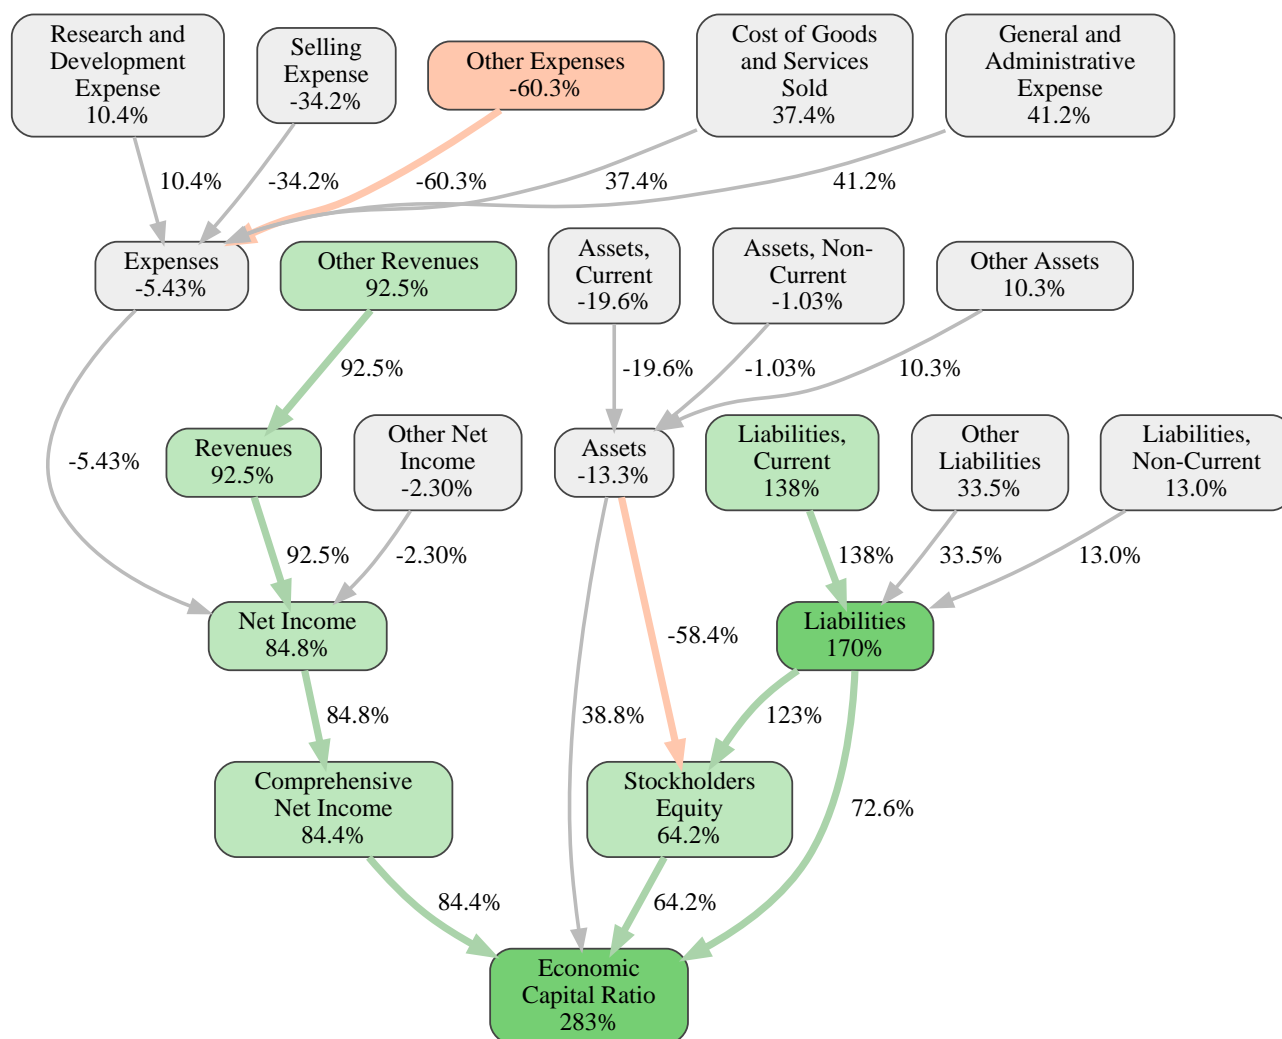 Research and
Development
Expense
10.4%
Selling
Expense
-34.2%
Other Expenses
-60.3%
Cost of Goods
and Services
Sold
37.4%
General and
Administrative
Expense
41.2%
10.4%
-34.2%
-60.3%
37.4%
41.2%
Expenses
-5.43%
Other Revenues
92.5%
Assets,
Current
-19.6%
Assets, Non-
Current
-1.03%
Other Assets
10.3%
92.5%
-19.6%
-1.03%
10.3%
-5.43%
Revenues
92.5%
Other Net
Income
-2.30%
Assets
-13.3%
Liabilities,
Current
138%
Other
Liabilities
33.5%
Liabilities,
Non-Current
13.0%
92.5%
-2.30%
138%
33.5%
13.0%
Net Income
84.8%
-58.4%
Liabilities
170%
84.8%
38.8%
123%
Comprehensive
Net Income
84.4%
Stockholders
Equity
64.2%
72.6%
84.4%
64.2%
Economic
Capital Ratio
283%